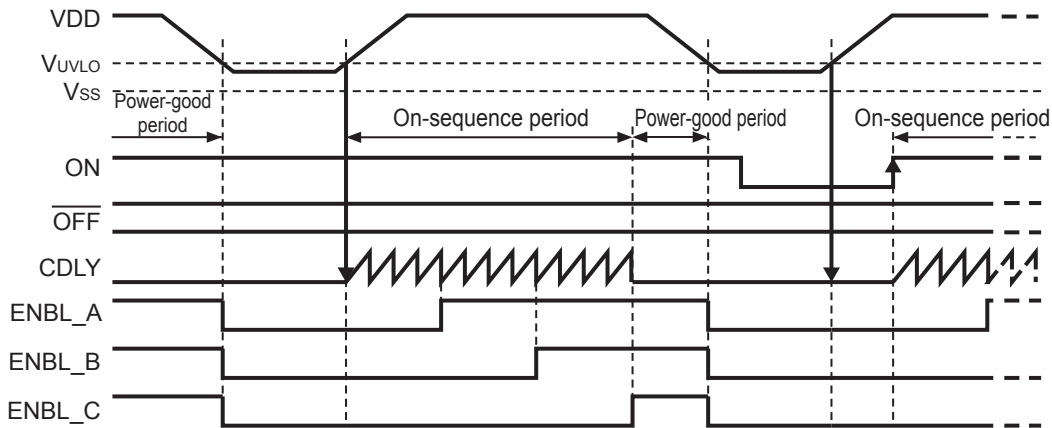 VDD
VUVLO
VSS
Power-good
period
On-sequence period
Power-good period
On-sequence period
ON
OFF
CDLY
ENBL_A
ENBL_B
ENBL_C